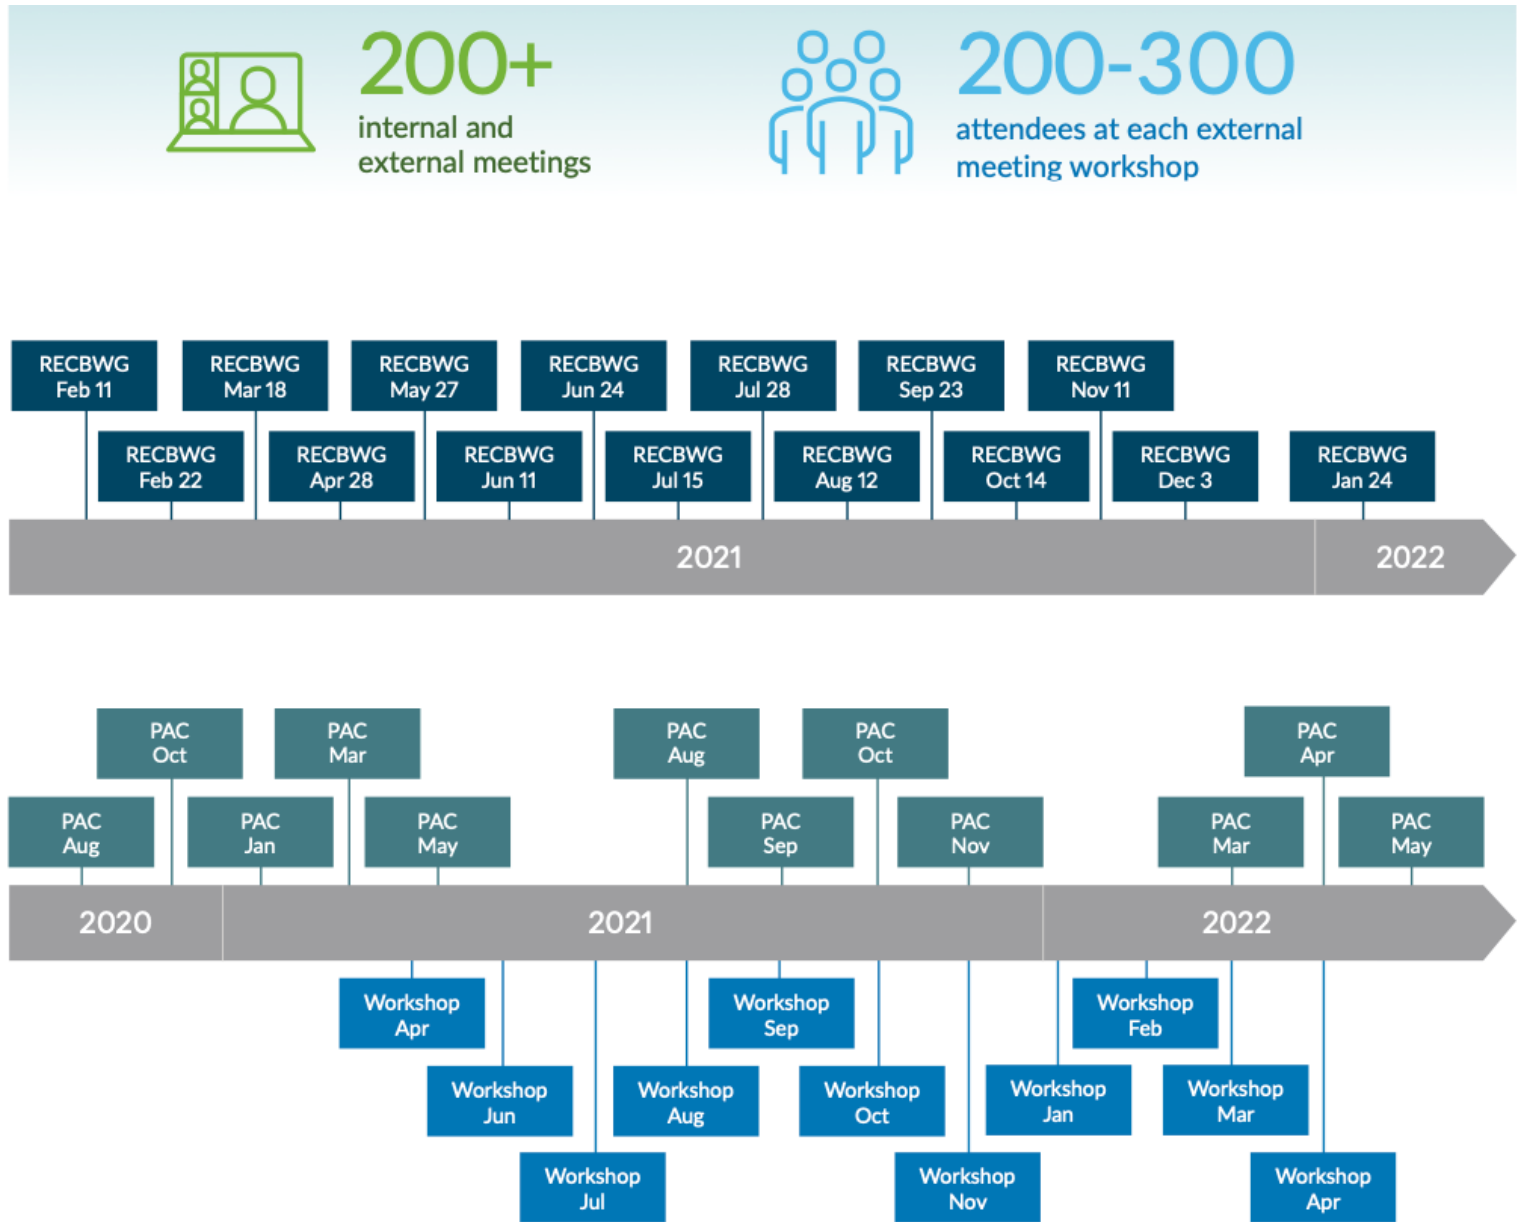 200+
internal and
external meetings
200-300
attendees at each external
meeting workshop
RECBWG
Feb 11
RECBWG
Mar 18
RECBWG
May 27
RECBWG
Jun 24
RECBWG
Jul 28
RECBWG
Sep 23
RECBWG
Nov 11
RECBWG
Feb 22
RECBWG
Apr 28
RECBWG
Jun 11
RECBWG
Jul 15
RECBWG
Aug 12
RECBWG
Oct 14
RECBWG
Dec 3
RECBWG
Jan 24
2021
2022
PAC
Oct
PAC
Mar
PAC
Aug
PAC
Oct
PAC
Apr
PAC
Aug
PAC
Jan
PAC
May
PAC
Sep
PAC
Nov
PAC
Mar
PAC
May
2020
2021
2022
Workshop
Apr
Workshop
Sep
Workshop
Feb
Workshop
Jun
Workshop
Aug
Workshop
Oct
Workshop
Jan
Workshop
Mar
Workshop
Jul
Workshop
Nov
Workshop
Apr